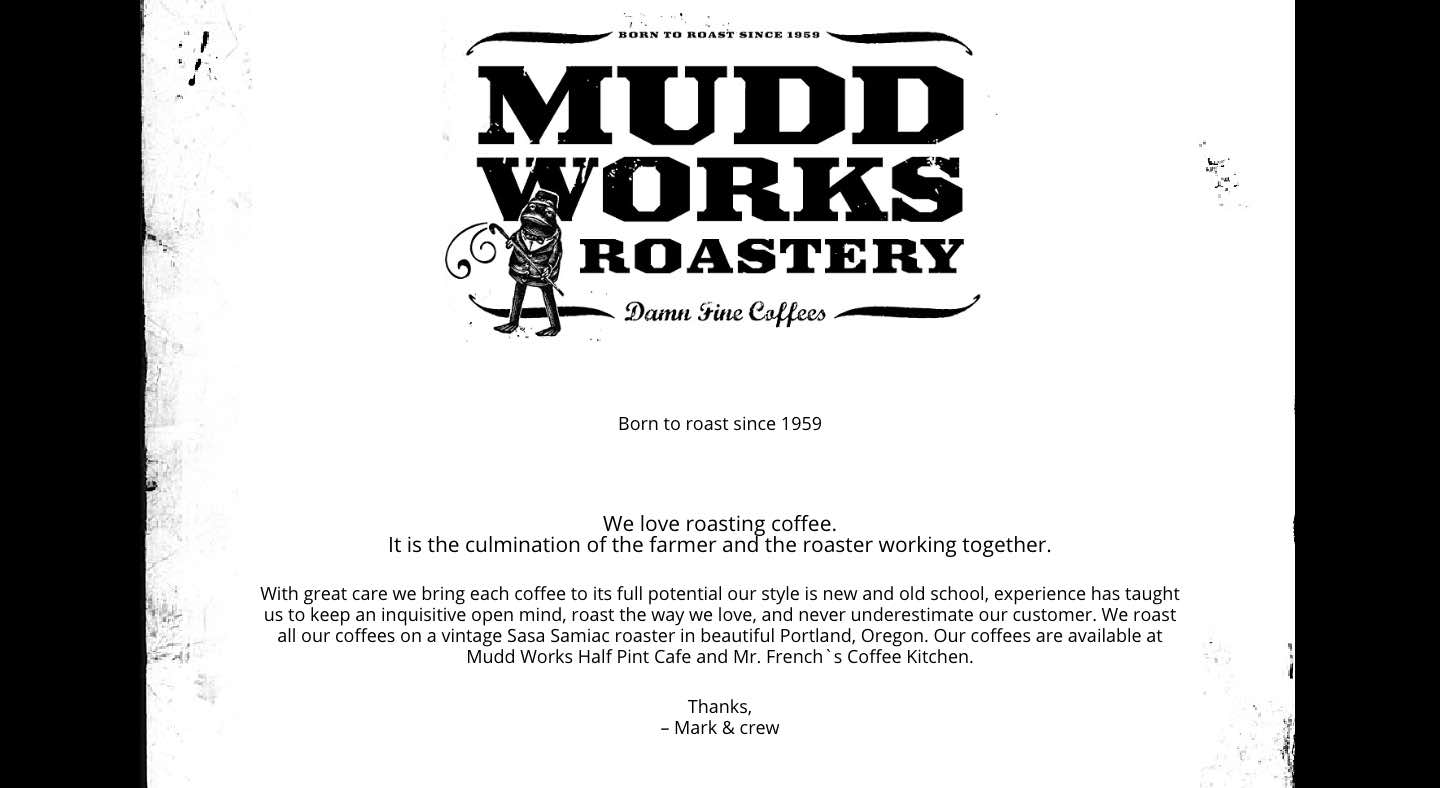 BORN TO ROAST SINCE 1959
MUDD
WORKS
ROASTERY
Damn Fine Coffees
Born to roast since 1959
We love roasting coffee.
It is the culmination of the farmer and the roaster working together.
With great care we bring each coffee to its full potential our style is new and old school, experience has taught
us to keep an inquisitive open mind, roast the way we love, and never underestimate our customer. We roast
all our coffees on a vintage Sasa Samiac roaster in beautiful Portland, Oregon. Our coffees are available at
Mudd Works Half Pint Cafe and Mr. French`s Coffee Kitchen.
Thanks,
– Mark & crew